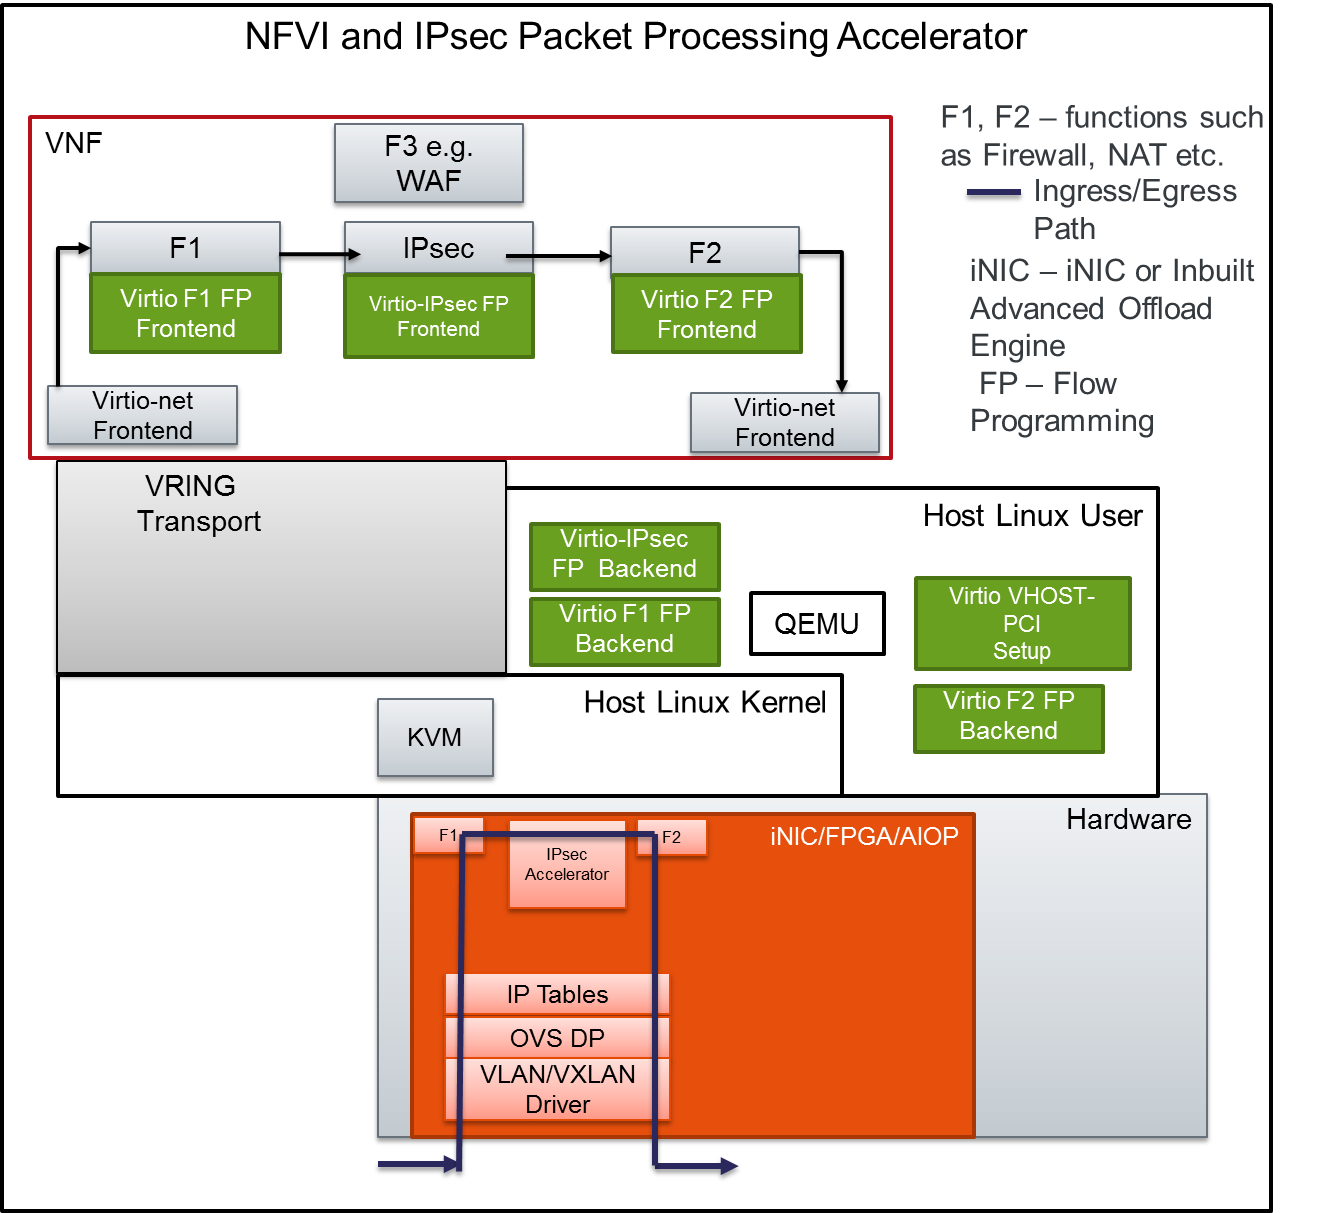 NFVI and IPsec Packet Processing Accelerator
VNF
F3 e.g.
WAF
F1
IPsec
F2
Virtio F1 FP
Frontend
Virtio-IPsec FP
Frontend
Virtio F2 FP
Frontend
Virtio-net
Frontend
Virtio-net
Frontend
F1, F2 – functions such
as Firewall, NAT etc.
Ingress/Egress
Path
iNIC – iNIC or Inbuilt
Advanced Offload
Engine
FP – Flow
Programming
VRING
Transport
Host Linux User
Virtio-IPsec
FP Backend
Virtio F1 FP
Backend
QEMU
Virtio VHOST-
PCI
Setup
Virtio F2 FP
Backend
Host Linux Kernel
KVM
Hardware
iNIC/FPGA/AIOP
F1
IPsec
Accelerator
F2
IP Tables
OVS DP
VLAN/VXLAN
Driver